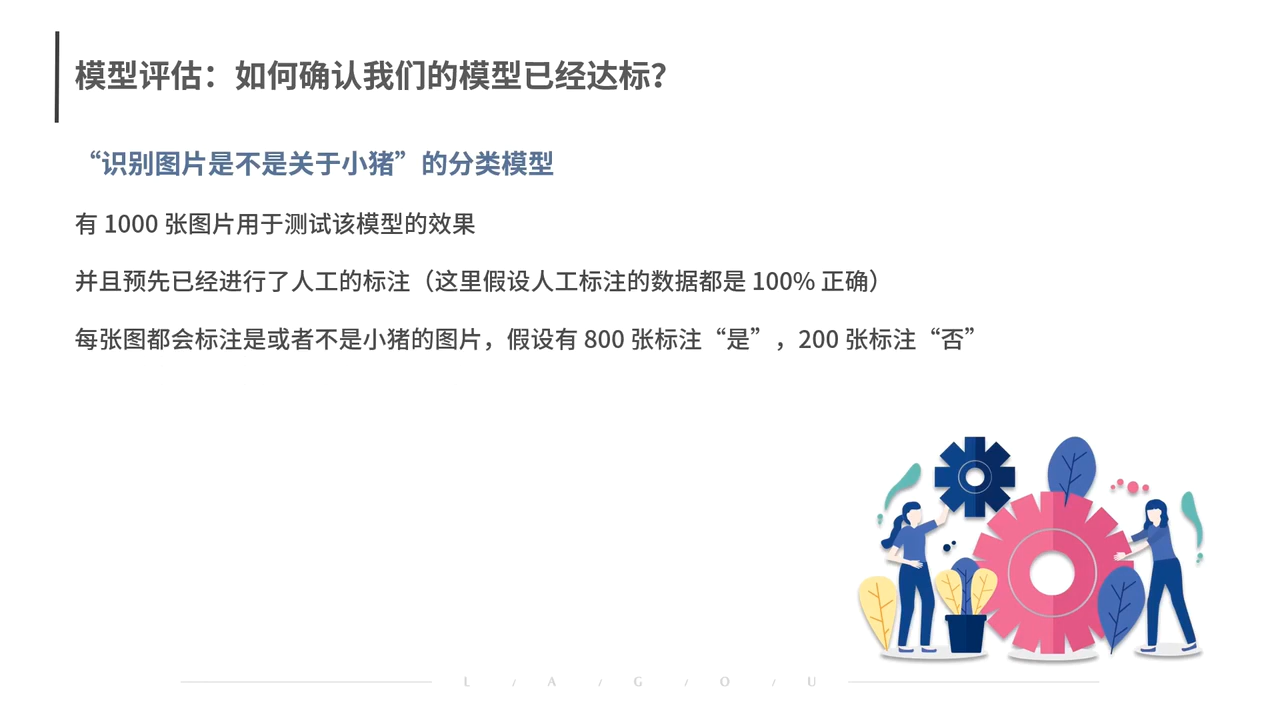 模型评估：如何确认我们的模型已经达标？
“识别图片是不是关于小猪”的分类模型
有 1000 张图片用于测试该模型的效果
并且预先已经进行了人工的标注（这里假设人工标注的数据都是 100% 正确）
每张图都会标注是或者不是小猪的图片，假设有 800 张标注“是”，200 张标注“否”
L / A / G / O / U